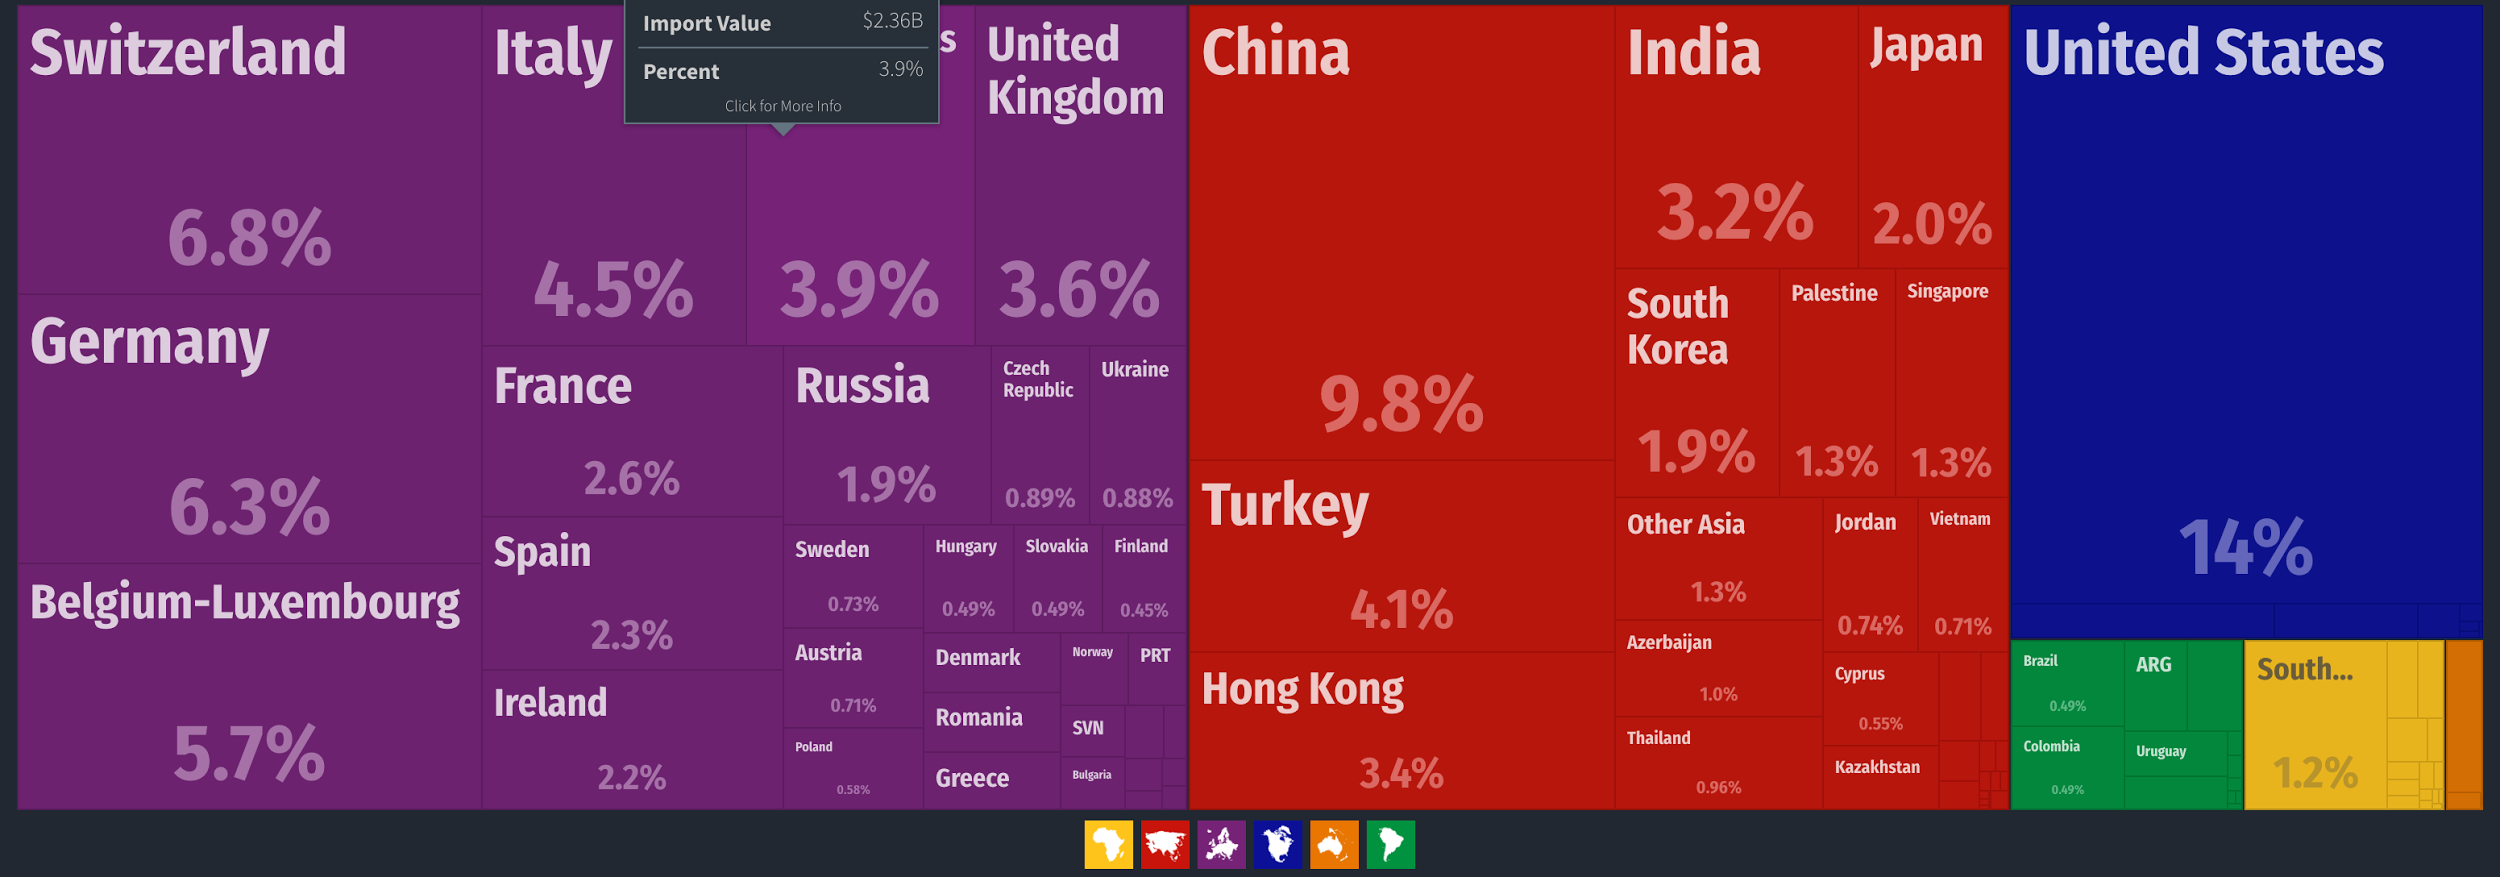 Switzerland
6.8%
Germany
6.3%
Belgium-Luxembourg
5.7%
Italy
4.5%
Import Value $2.36B
Percent 3.9%
Click for More Info
s
3.9%
United
Kingdom
3.6%
France
2.6%
Spain
2.3%
Ireland
2.2%
Russia
1.9%
Czech
Republic
0.89%
Ukraine
0.88%
Sweden
0.73%
Austria
0.71%
Poland
0.58%
Hungary
0.49%
Slovakia
0.49%
Finland
0.45%
Denmark
Romania
Greece
Norway
PRT
SVN
Bulgaria
China
9.8%
Turkey
4.1%
Hong Kong
3.4%
India
3.2%
Japan
2.0%
South
Korea
1.9%
Palestine
1.3%
Singapore
1.3%
Other Asia
1.3%
Azerbaijan
1.0%
Thailand
0.96%
Jordan
0.74%
Vietnam
0.71%
Cyprus
0.55%
Kazakhstan
United States
14%
Brazil
0.49%
Colombia
0.49%
ARG
Uruguay
South...
1.2%